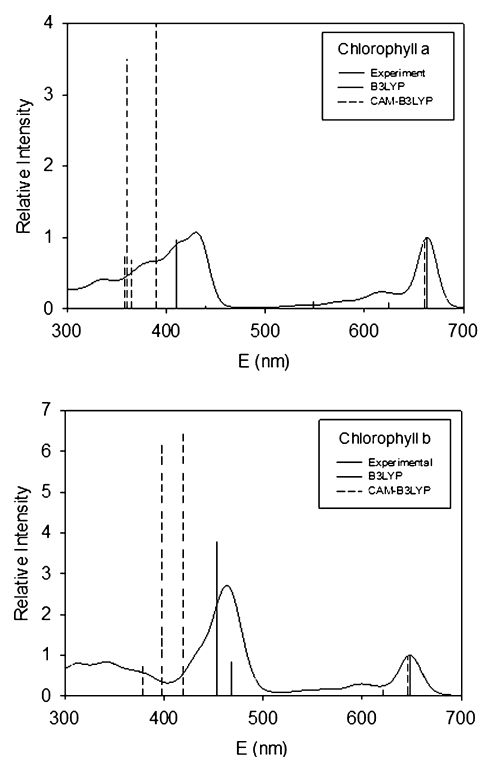 Chlorophyll a
Experiment
B3LYP
CAM-B3LYP
Relative Intensity
4
3
2
1
0
300 400 500 600 700
E (nm)
Chlorophyll b
Experimental
B3LYP
CAM-B3LYP
Relative Intensity
7
6
5
4
3
2
1
0
300 400 500 600 700
E (nm)